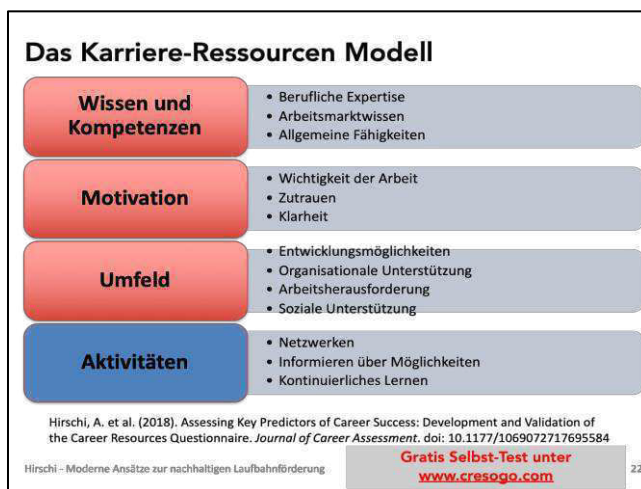 Das Karriere-Ressourcen Modell
Wissen und
Kompetenzen
• Berufliche Expertise
• Arbeitsmarktwissen
• Allgemeine Fähigkeiten
Motivation
• Wichtigkeit der Arbeit
• Zutrauen
• Klarheit
Umfeld
• Entwicklungsmöglichkeiten
• Organisationale Unterstützung
• Arbeitsherausforderung
• Soziale Unterstützung
Aktivitäten
• Netzwerken
• Informieren über Möglichkeiten
• Kontinuierliches Lernen
Hirschi, A. et al. (2018). Assessing Key Predictors of Career Success: Development and Validation of
the Career Resources Questionnaire. Journal of Career Assessment. doi: 10.1177/1069072717695584
Hirschi - Moderne Ansätze zur nachhaltigen Laufbahnförderung
Gratis Selbst-Test unter
www.cresogo.com
22